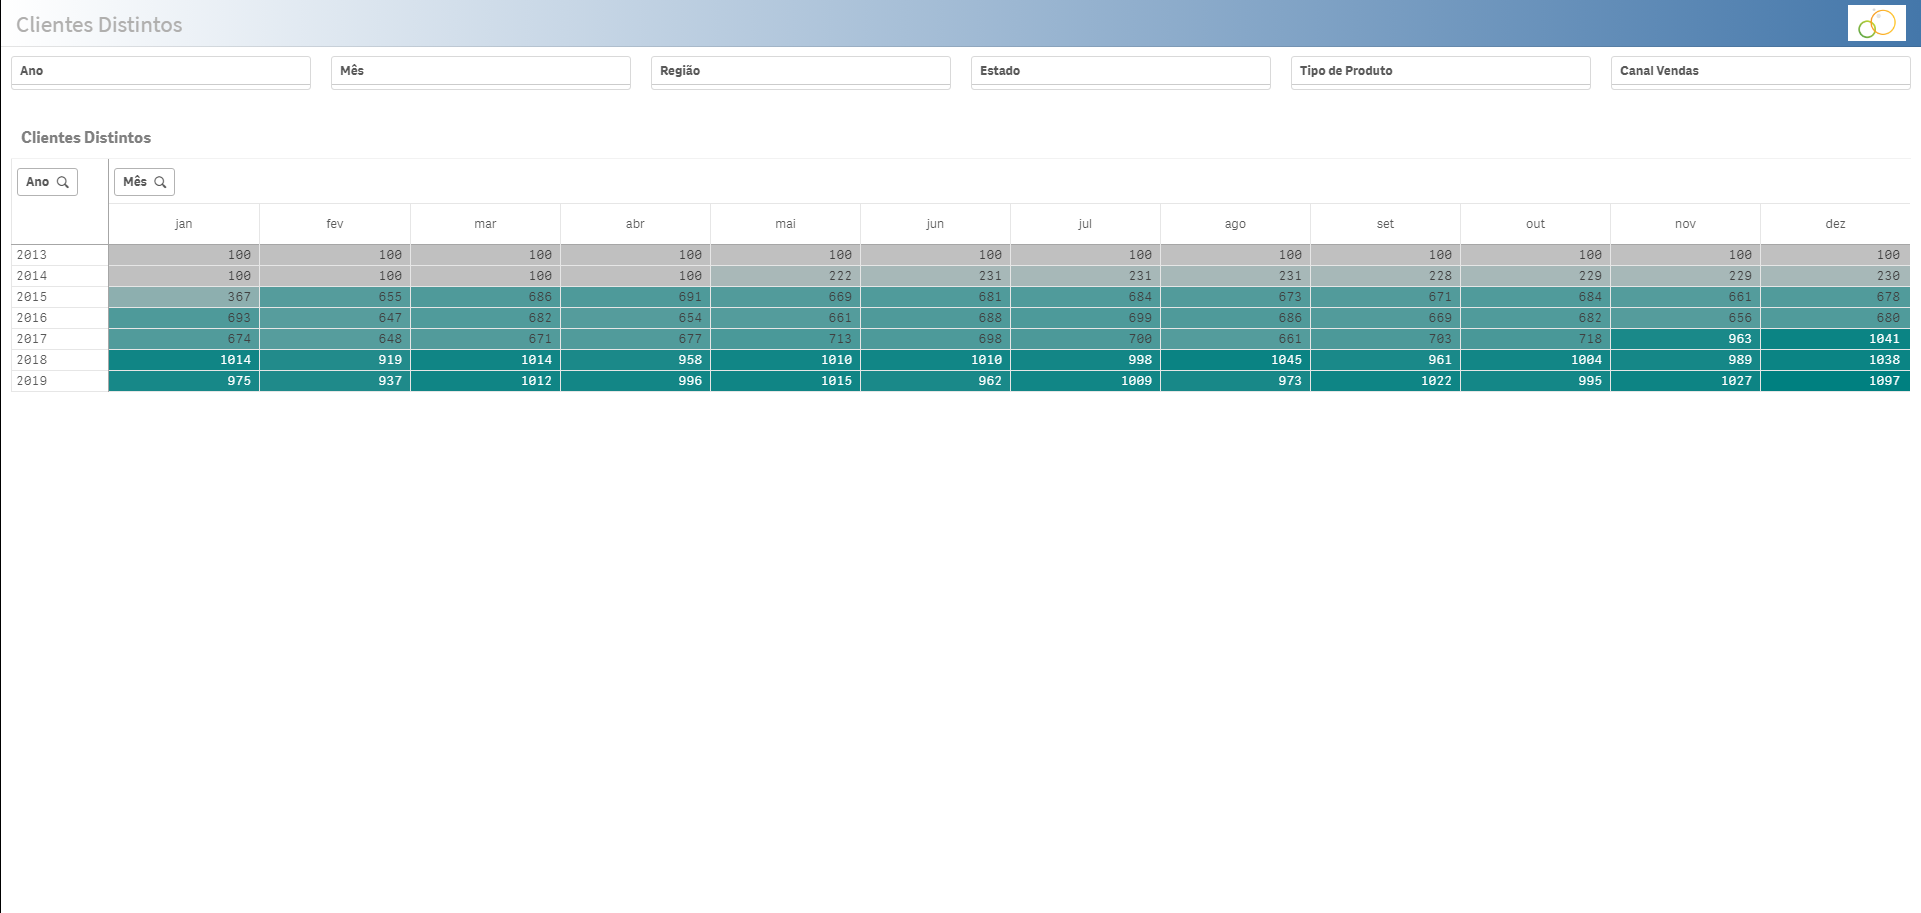 Clientes Distintos
Ano Mês Região Estado Tipo de Produto Canal Vendas
Clientes Distintos
Ano Mês
jan fev mar abr mai jun jul ago set out nov dez
2013 100 100 100 100 100 100 100 100 100 100 100 100
2014 100 100 100 100 222 231 231 231 228 229 229 230
2015 367 655 686 691 669 681 684 673 671 684 661 678
2016 693 647 682 654 661 688 699 686 669 682 656 680
2017 674 648 671 677 713 698 700 661 703 718 963 1041
2018 1014 919 1014 958 1010 1010 998 1045 961 1004 989 1038
2019 975 937 1012 996 1015 962 1009 973 1022 995 1027 1097